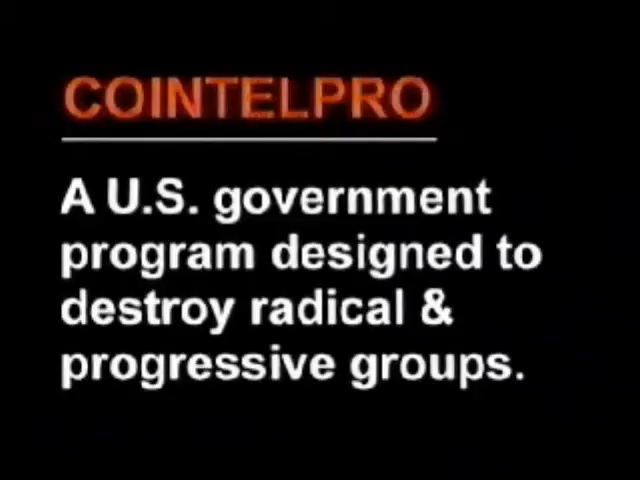 COINTELPRO
A U.S. government
program designed to
destroy radical &
progressive groups.